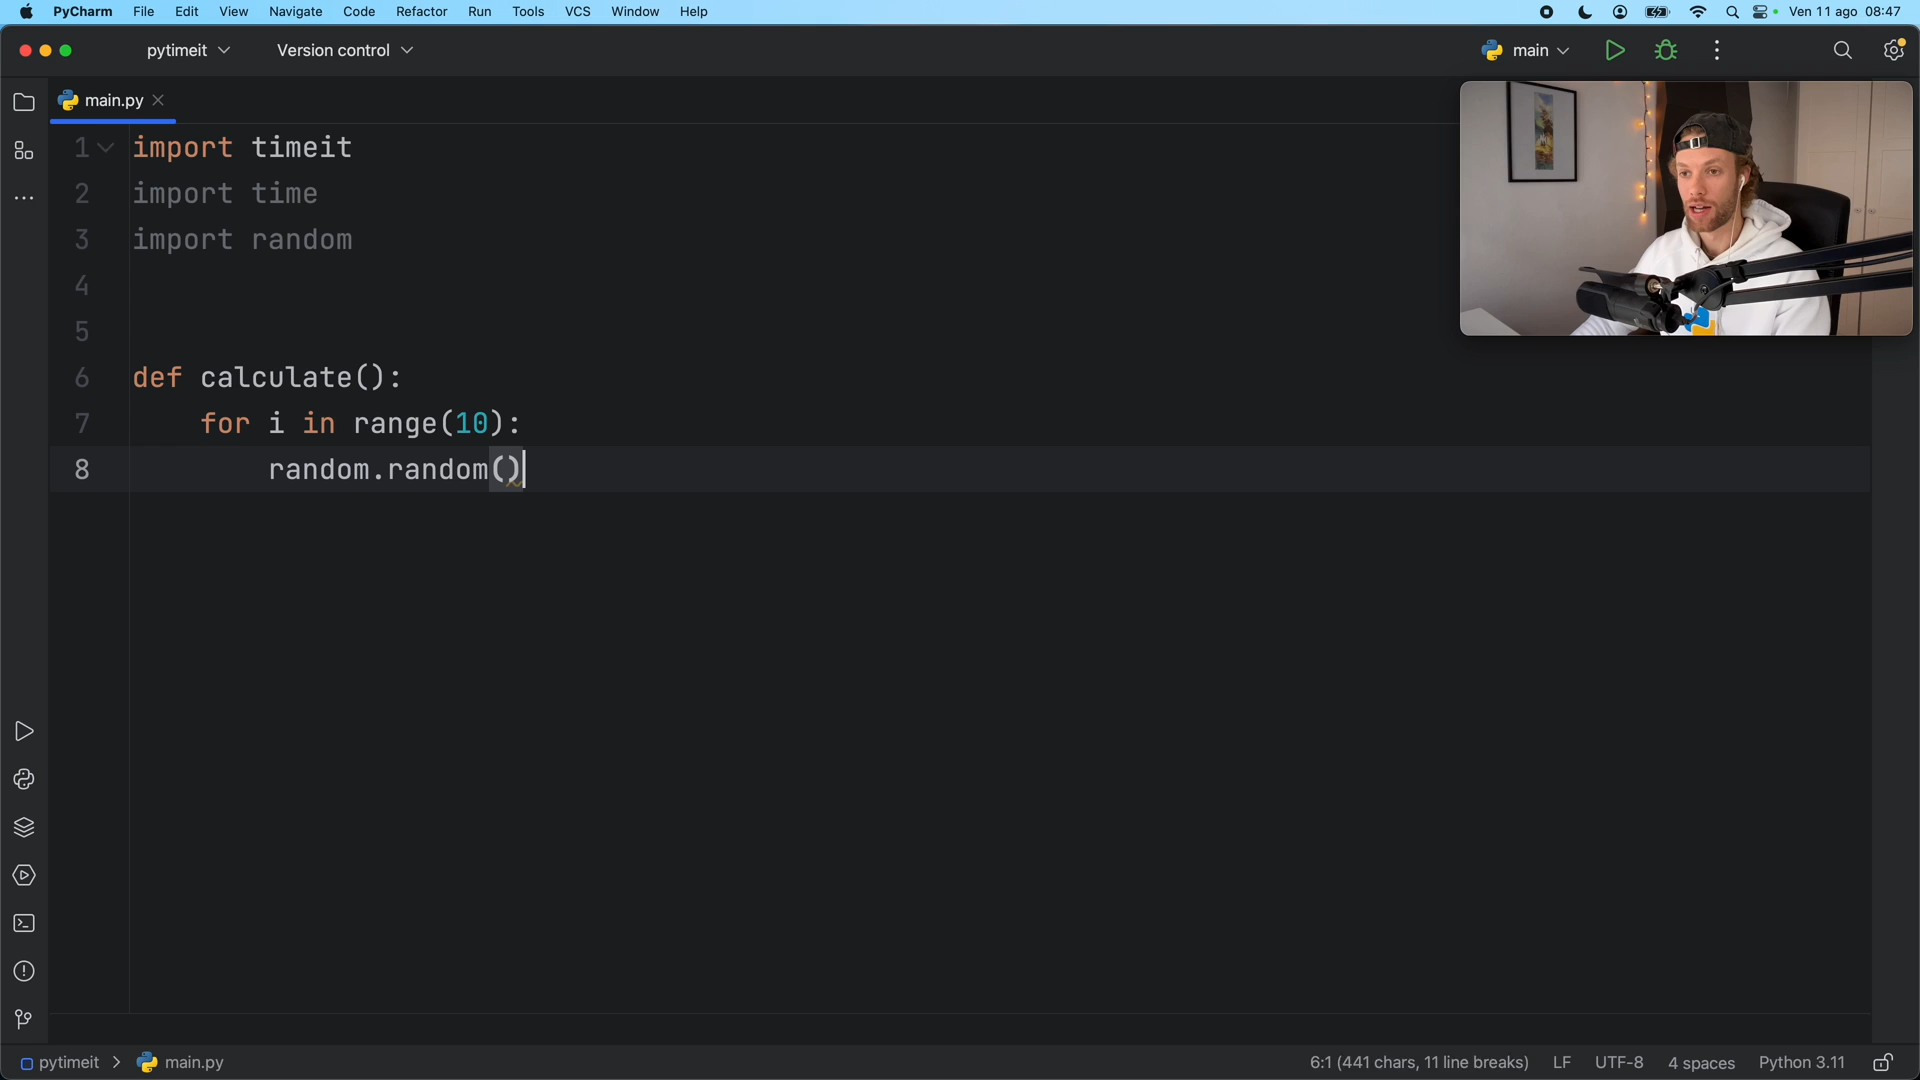 PyCharm File Edit View Navigate Code Refactor Run Tools VCS Window Help Ven 11 ago 08:47
pytimeit Version control main
main.py
1 import timeit
2 import time
3 import random
4
5
6 def calculate():
7 for i in range(10):
8 random.random()
pytimeit main.py 6:1 (441 chars, 11 line breaks) LF UTF-8 4 spaces Python 3.11